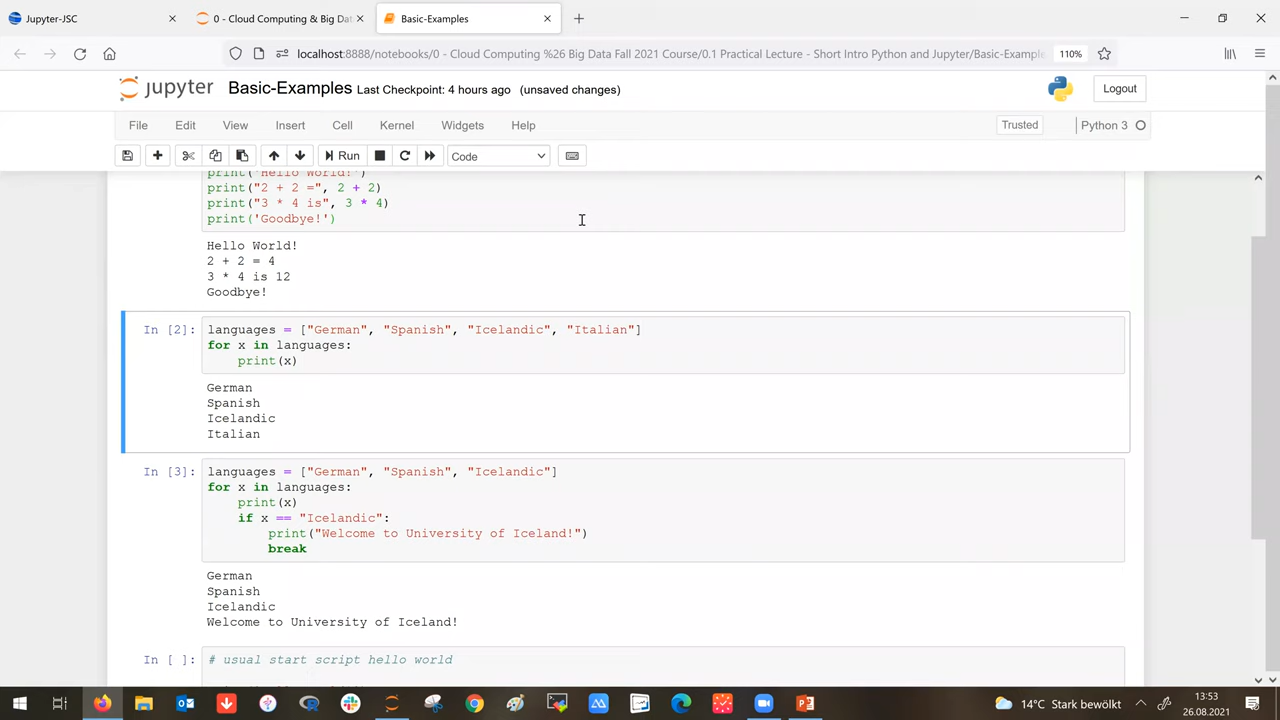 Jupyter-JSC
0 - Cloud Computing & Big Dat
Basic-Examples
localhost:8888/notebooks/0 - Cloud Computing %26 Big Data Fall 2021 Course/0.1 Practical Lecture - Short Intro Python and Jupyter/Basic-Example
110%
jupyter Basic-Examples Last Checkpoint: 4 hours ago (unsaved changes)
Logout
File Edit View Insert Cell Kernel Widgets Help
Trusted
Python 3
Run
Code
print('Hello World!')
print("2 + 2 =", 2 + 2)
print("3 * 4 is", 3 * 4)
print('Goodbye!')
Hello World!
2 + 2 = 4
3 * 4 is 12
Goodbye!
In [2]: languages = ["German", "Spanish", "Icelandic", "Italian"]
for x in languages:
print(x)
German
Spanish
Icelandic
Italian
In [3]: languages = ["German", "Spanish", "Icelandic"]
for x in languages:
print(x)
if x == "Icelandic":
print("Welcome to University of Iceland!")
break
German
Spanish
Icelandic
Welcome to University of Iceland!
In [ ]: # usual start script hello world
14°C Stark bewölkt
13:53
26.08.2021